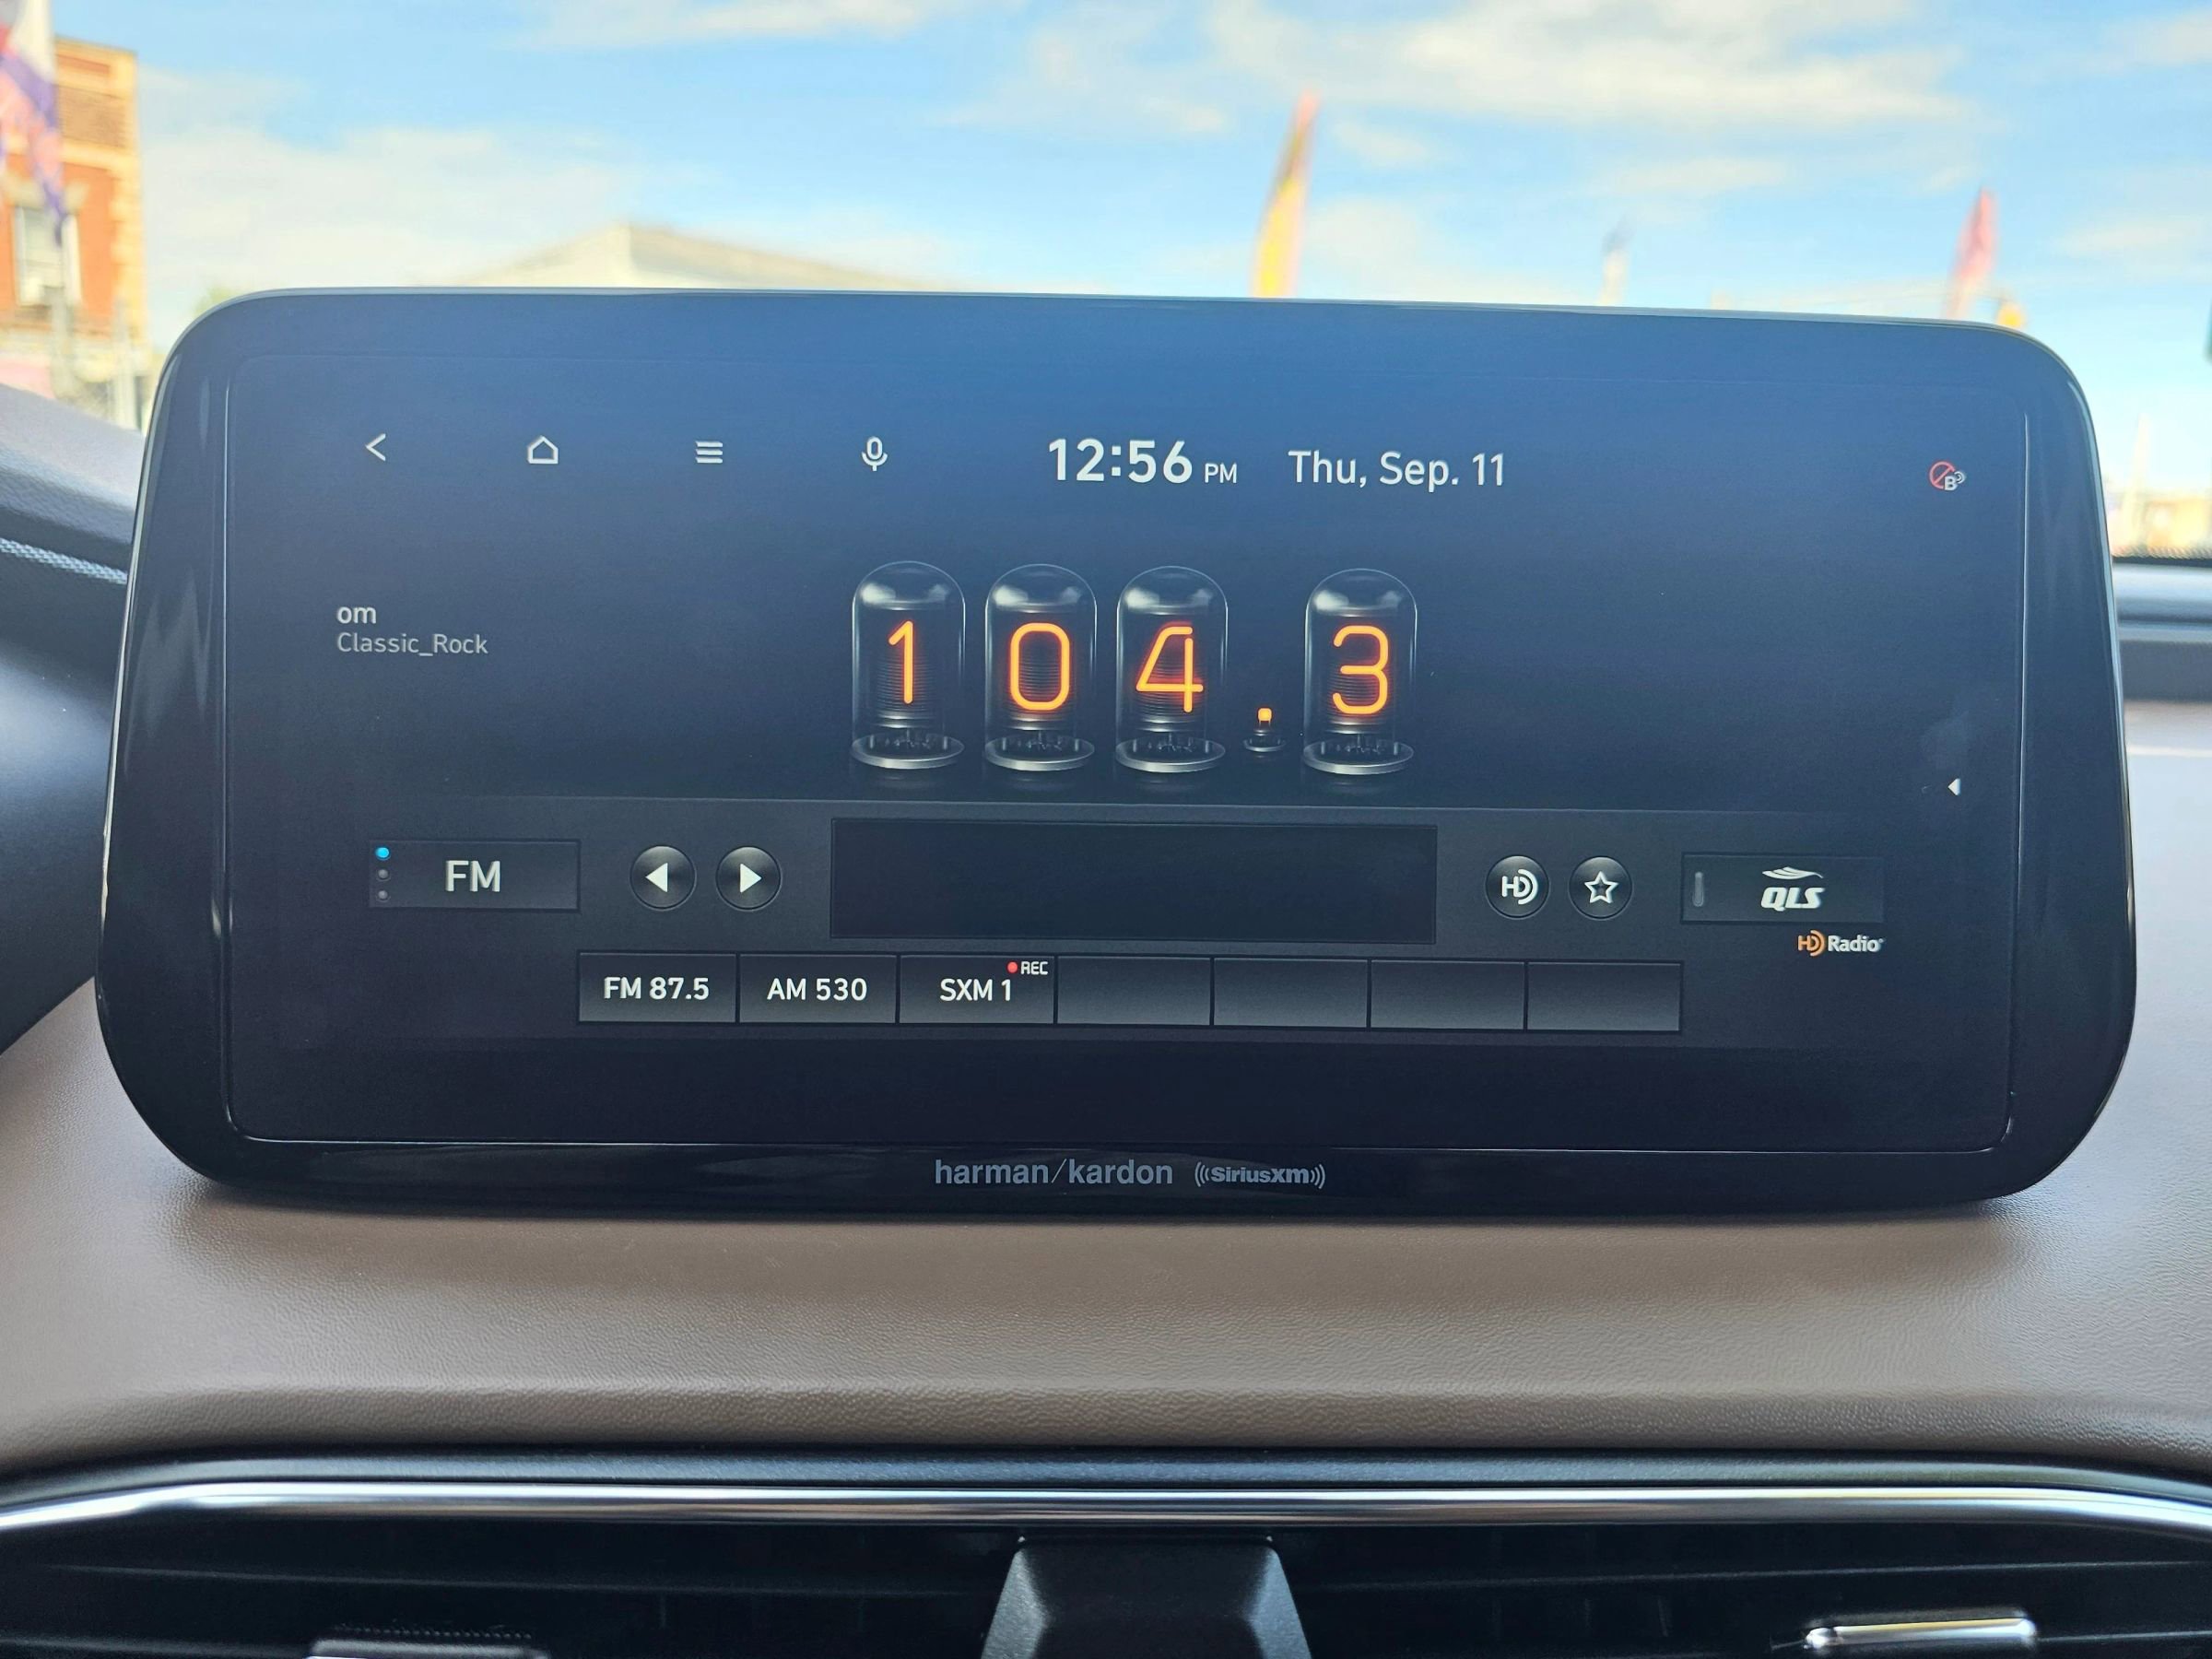 12:56 PM Thu, Sep. 11
B
om
Classic_Rock
104.3
FM
HD
QLS
HD Radio
FM 87.5
AM 530
SXM 1
REC
harman/kardon
((SiriusXM))